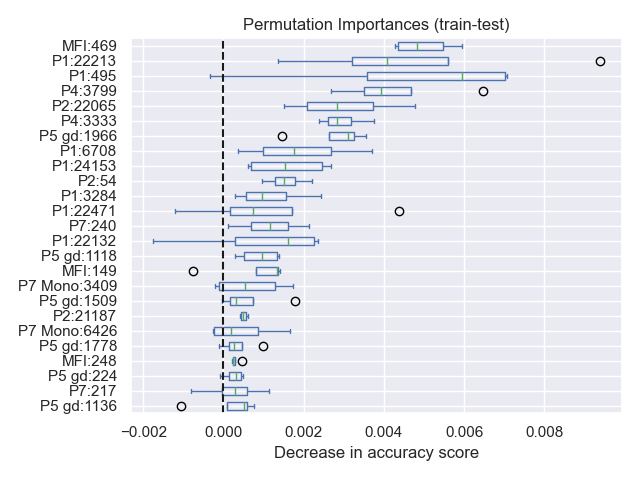 Permutation Importances (train-test)
MFI:469
P1:22213
P1:495
P4:3799
P2:22065
P4:3333
P5 gd:1966
P1:6708
P1:24153
P2:54
P1:3284
P1:22471
P7:240
P1:22132
P5 gd:1118
MFI:149
P7 Mono:3409
P5 gd:1509
P2:21187
P7 Mono:6426
P5 gd:1778
MFI:248
P5 gd:224
P7:217
P5 gd:1136
−0.002 0.000 0.002 0.004 0.006 0.008
Decrease in accuracy score